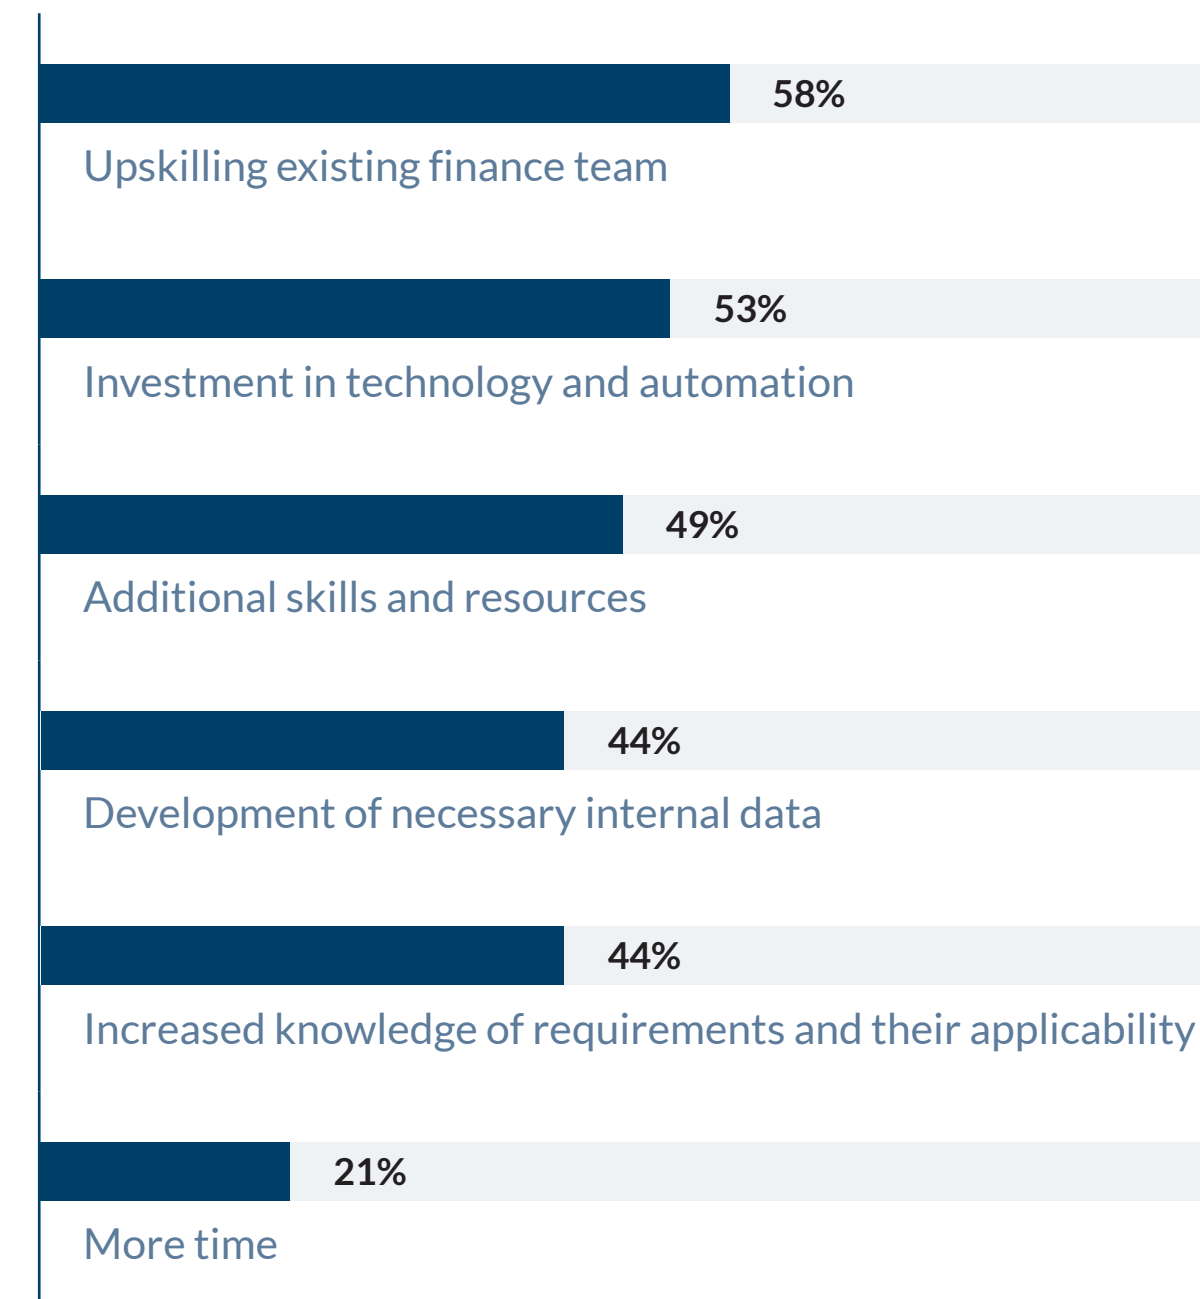 58%
Upskilling existing finance team
53%
Investment in technology and automation
49%
Additional skills and resources
44%
Development of necessary internal data
44%
Increased knowledge of requirements and their applicability
21%
More time